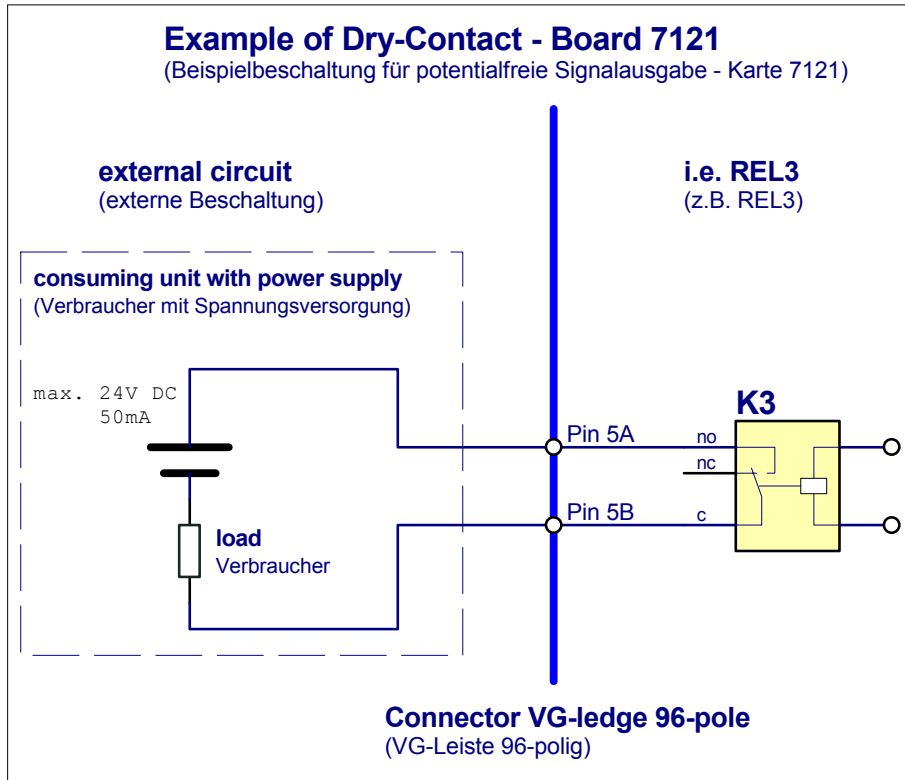 Example of Dry-Contact - Board 7121
(Beispielbeschaltung für potentialfreie Signalausgabe - Karte 7121)
external circuit
(externe Beschaltung)
i.e. REL3
(z.B. REL3)
consuming unit with power supply
(Verbraucher mit Spannungsversorgung)
max. 24V DC
50mA
load
Verbraucher
Pin 5A
Pin 5B
K3
no
nc
c
Connector VG-ledge 96-pole
(VG-Leiste 96-polig)